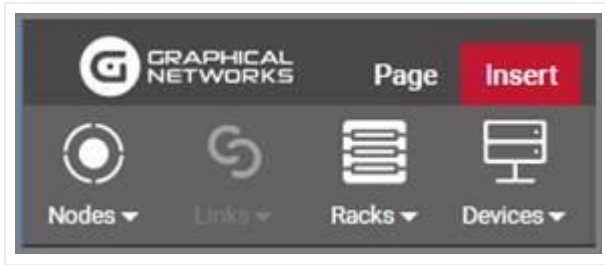 GRAPHICAL
NETWORKS
Page
Insert
Nodes
Links
Racks
Devices